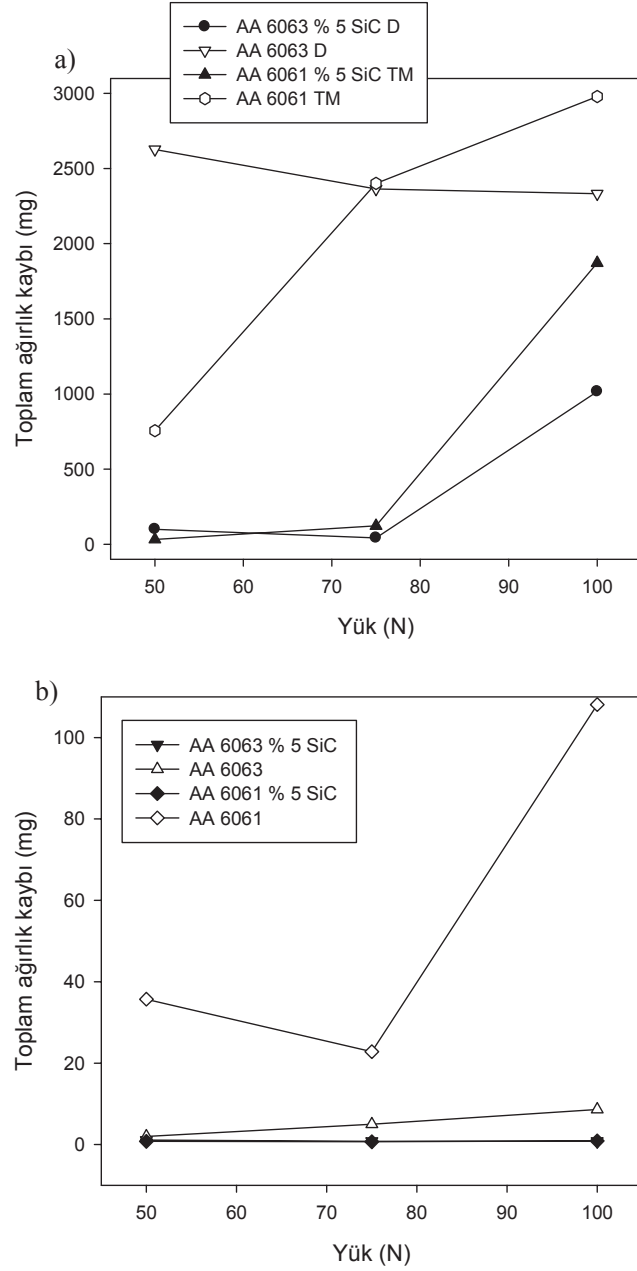 AA 6063 % 5 SiC D
AA 6063 D
AA 6061 % 5 SiC TM
AA 6061 TM
a)
3000
2500
2000
1500
1000
500
0
Toplam ağırlık kaybı (mg)
50 60 70 80 90 100
Yük (N)
b)
AA 6063 % 5 SiC
AA 6063
AA 6061 % 5 SiC
AA 6061
100
80
60
40
20
0
Toplam ağırlık kaybı (mg)
50 60 70 80 90 100
Yük (N)